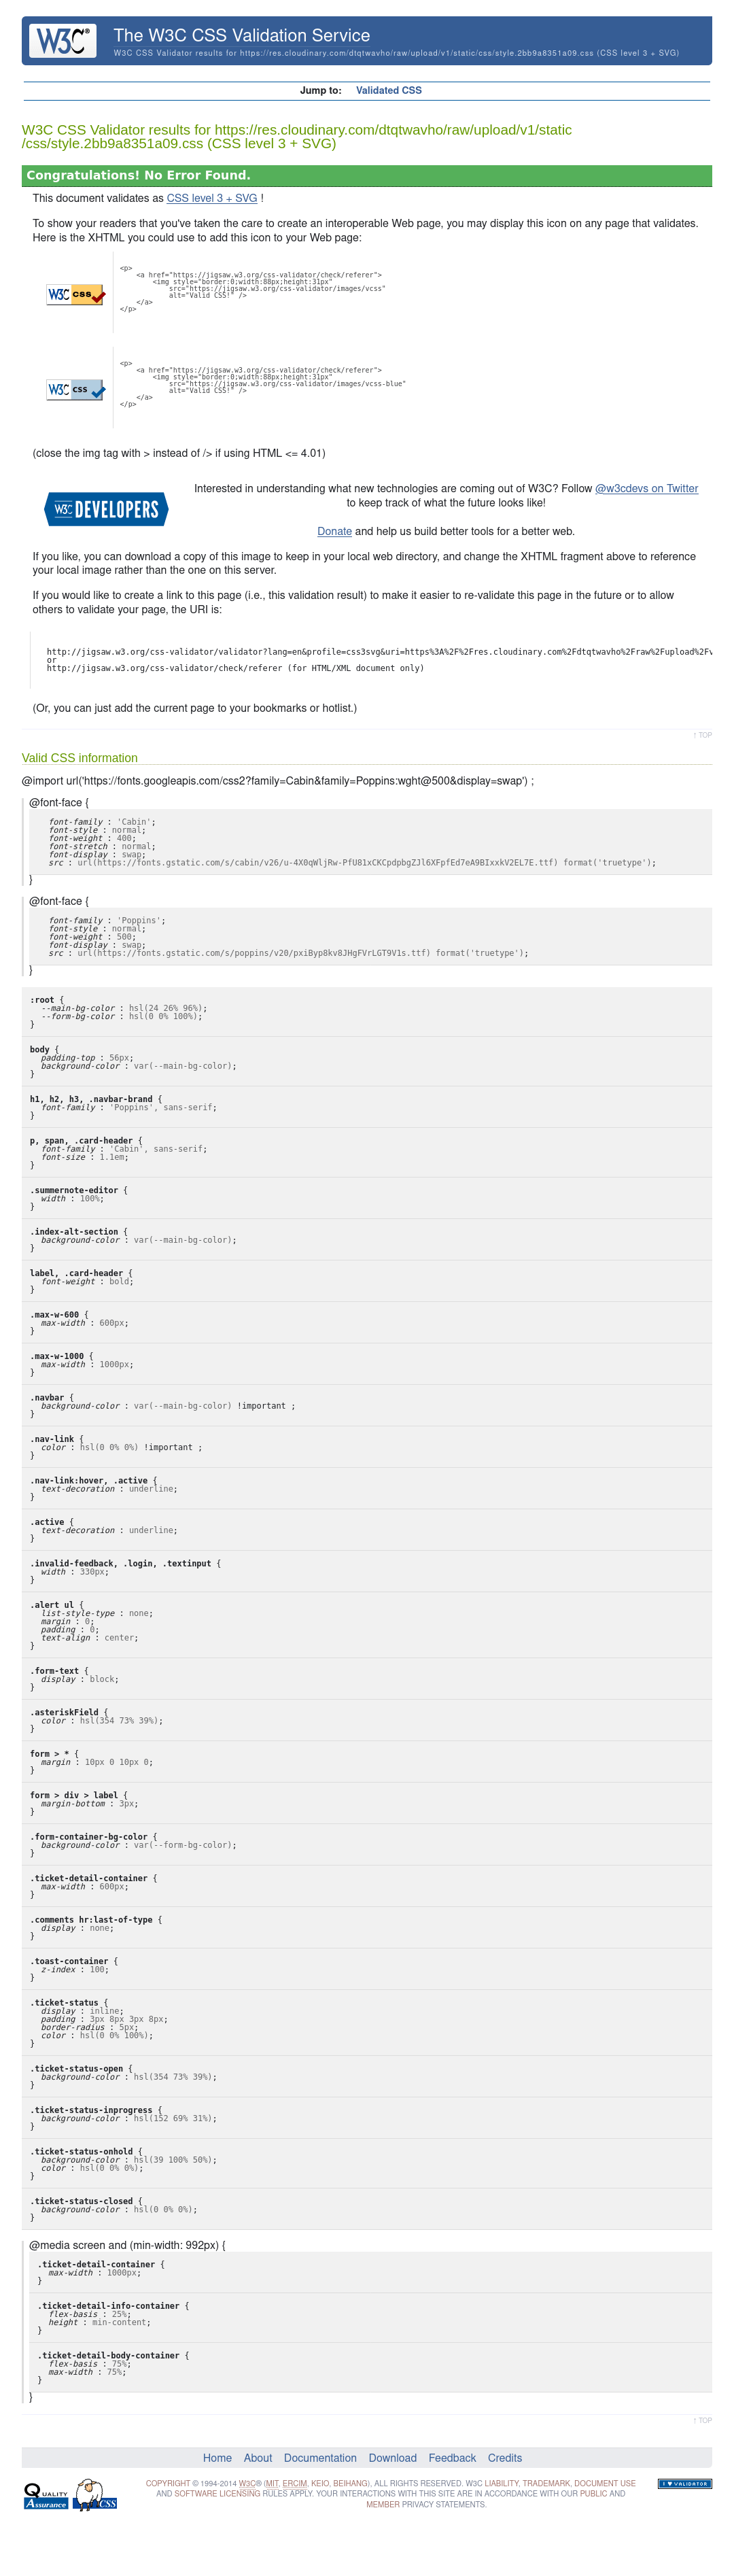 W3C®
The W3C CSS Validation Service
W3C CSS Validator results for https://res.cloudinary.com/dtqtwavho/raw/upload/v1/static/css/style.2bb9a8351a09.css (CSS level 3 + SVG)
Jump to: Validated CSS
W3C CSS Validator results for https://res.cloudinary.com/dtqtwavho/raw/upload/v1/static
/css/style.2bb9a8351a09.css (CSS level 3 + SVG)
Congratulations! No Error Found.
This document validates as CSS level 3 + SVG !
To show your readers that you've taken the care to create an interoperable Web page, you may display this icon on any page that validates.
Here is the XHTML you could use to add this icon to your Web page:
W3C css
<p>
<a href="https://jigsaw.w3.org/css-validator/check/referer">
<img style="border:0;width:88px;height:31px"
src="https://jigsaw.w3.org/css-validator/images/vcss"
alt="Valid CSS!" />
</a>
</p>
W3C css
<p>
<a href="https://jigsaw.w3.org/css-validator/check/referer">
<img style="border:0;width:88px;height:31px"
src="https://jigsaw.w3.org/css-validator/images/vcss-blue"
alt="Valid CSS!" />
</a>
</p>
(close the img tag with > instead of /> if using HTML <= 4.01)
W3C DEVELOPERS
Interested in understanding what new technologies are coming out of W3C? Follow @w3cdevs on Twitter
to keep track of what the future looks like!
Donate and help us build better tools for a better web.
If you like, you can download a copy of this image to keep in your local web directory, and change the XHTML fragment above to reference
your local image rather than the one on this server.
If you would like to create a link to this page (i.e., this validation result) to make it easier to re-validate this page in the future or to allow
others to validate your page, the URI is:
http://jigsaw.w3.org/css-validator/validator?lang=en&profile=css3svg&uri=https%3A%2F%2Fres.cloudinary.com%2Fdtqtwavho%2Fraw%2Fupload%2Fv
or
http://jigsaw.w3.org/css-validator/check/referer (for HTML/XML document only)
(Or, you can just add the current page to your bookmarks or hotlist.)
↑ TOP
Valid CSS information
@import url('https://fonts.googleapis.com/css2?family=Cabin&family=Poppins:wght@500&display=swap') ;
@font-face {
font-family : 'Cabin';
font-style : normal;
font-weight : 400;
font-stretch : normal;
font-display : swap;
src : url(https://fonts.gstatic.com/s/cabin/v26/u-4X0qWljRw-PfU81xCKCpdpbgZJl6XFpfEd7eA9BIxxkV2EL7E.ttf) format('truetype');
}
@font-face {
font-family : 'Poppins';
font-style : normal;
font-weight : 500;
font-display : swap;
src : url(https://fonts.gstatic.com/s/poppins/v20/pxiByp8kv8JHgFVrLGT9V1s.ttf) format('truetype');
}
:root {
--main-bg-color : hsl(24 26% 96%);
--form-bg-color : hsl(0 0% 100%);
}
body {
padding-top : 56px;
background-color : var(--main-bg-color);
}
h1, h2, h3, .navbar-brand {
font-family : 'Poppins', sans-serif;
}
p, span, .card-header {
font-family : 'Cabin', sans-serif;
font-size : 1.1em;
}
.summernote-editor {
width : 100%;
}
.index-alt-section {
background-color : var(--main-bg-color);
}
label, .card-header {
font-weight : bold;
}
.max-w-600 {
max-width : 600px;
}
.max-w-1000 {
max-width : 1000px;
}
.navbar {
background-color : var(--main-bg-color) !important ;
}
.nav-link {
color : hsl(0 0% 0%) !important ;
}
.nav-link:hover, .active {
text-decoration : underline;
}
.active {
text-decoration : underline;
}
.invalid-feedback, .login, .textinput {
width : 330px;
}
.alert ul {
list-style-type : none;
margin : 0;
padding : 0;
text-align : center;
}
.form-text {
display : block;
}
.asteriskField {
color : hsl(354 73% 39%);
}
form > * {
margin : 10px 0 10px 0;
}
form > div > label {
margin-bottom : 3px;
}
.form-container-bg-color {
background-color : var(--form-bg-color);
}
.ticket-detail-container {
max-width : 600px;
}
.comments hr:last-of-type {
display : none;
}
.toast-container {
z-index : 100;
}
.ticket-status {
display : inline;
padding : 3px 8px 3px 8px;
border-radius : 5px;
color : hsl(0 0% 100%);
}
.ticket-status-open {
background-color : hsl(354 73% 39%);
}
.ticket-status-inprogress {
background-color : hsl(152 69% 31%);
}
.ticket-status-onhold {
background-color : hsl(39 100% 50%);
color : hsl(0 0% 0%);
}
.ticket-status-closed {
background-color : hsl(0 0% 0%);
}
@media screen and (min-width: 992px) {
.ticket-detail-container {
max-width : 1000px;
}
.ticket-detail-info-container {
flex-basis : 25%;
height : min-content;
}
.ticket-detail-body-container {
flex-basis : 75%;
max-width : 75%;
}
}
↑ TOP
Home About Documentation Download Feedback Credits
QUALITY
Assurance
CSS
COPYRIGHT © 1994-2014 W3C® (MIT, ERCIM, KEIO, BEIHANG), ALL RIGHTS RESERVED. W3C LIABILITY, TRADEMARK, DOCUMENT USE
AND SOFTWARE LICENSING RULES APPLY. YOUR INTERACTIONS WITH THIS SITE ARE IN ACCORDANCE WITH OUR PUBLIC AND
MEMBER PRIVACY STATEMENTS.
I ♥ VALIDATOR